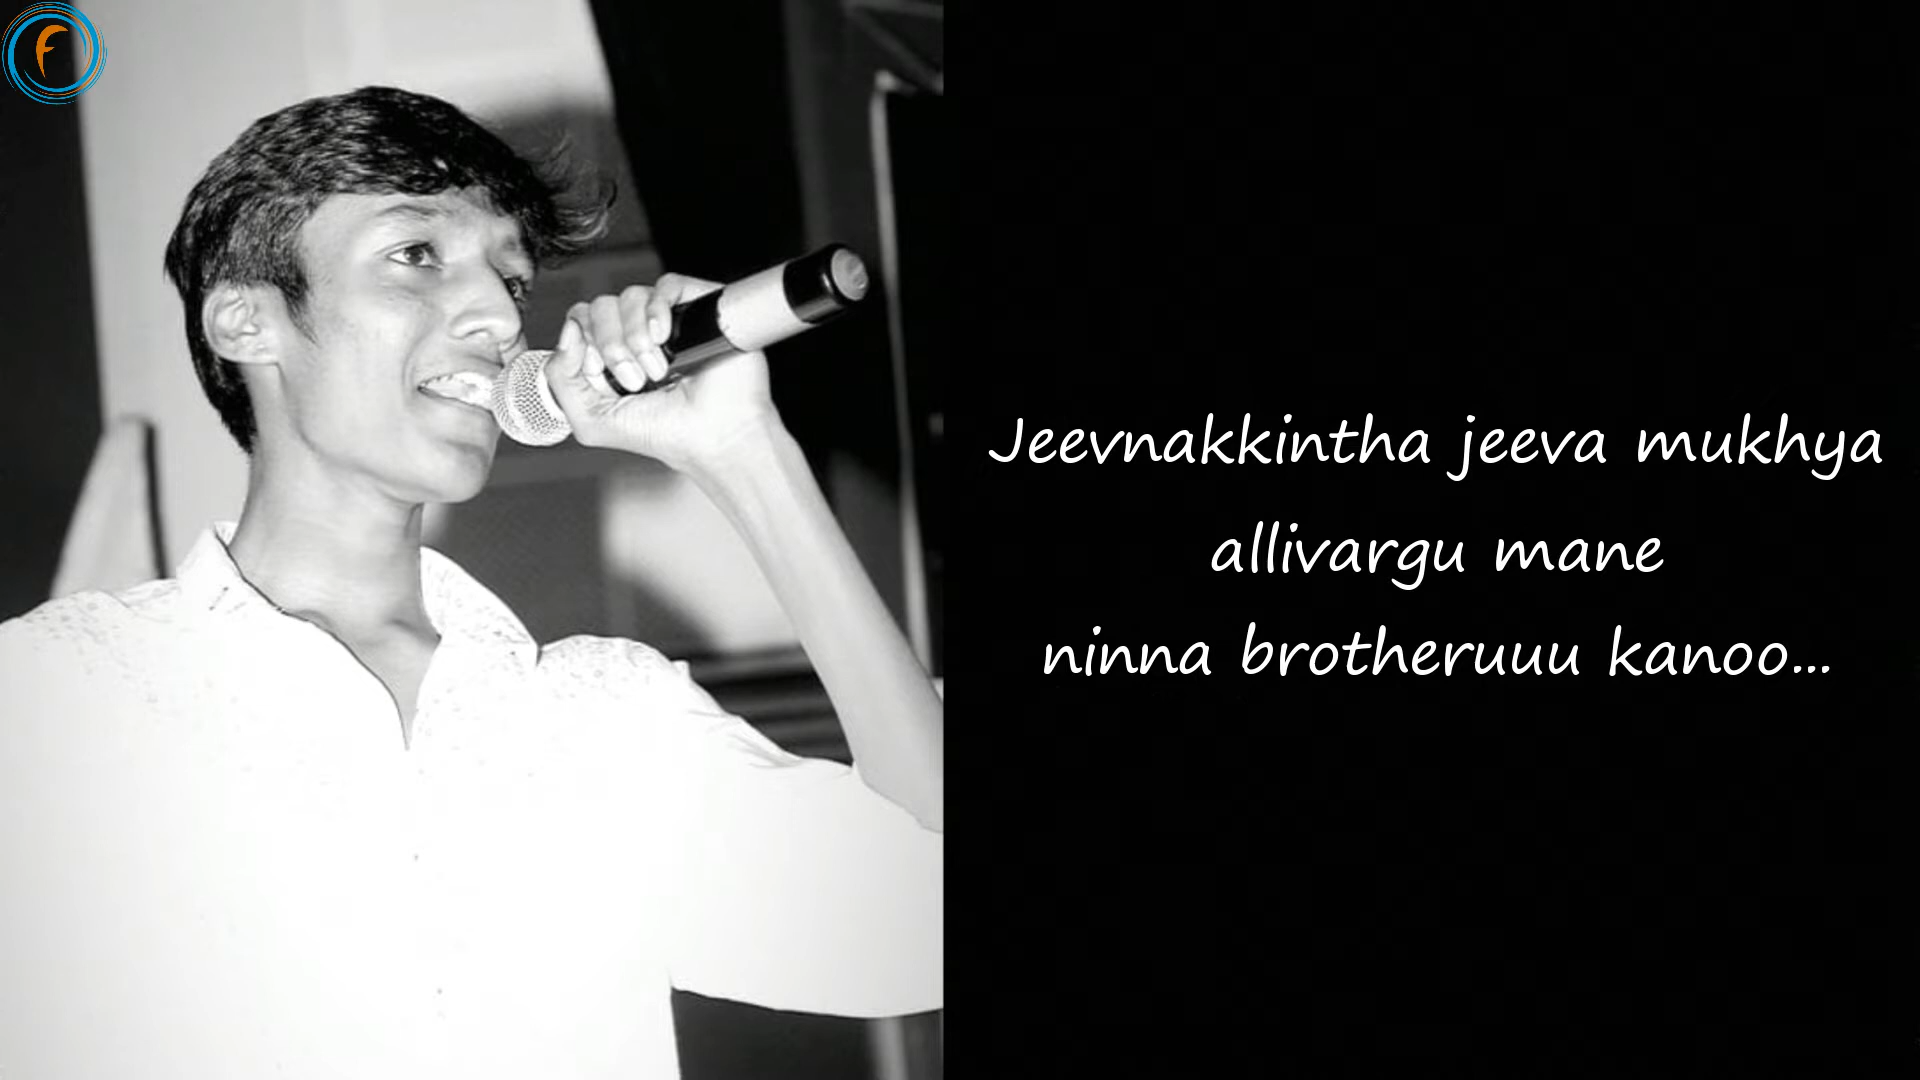 F
Jeevnakkintha jeeva mukhya
allivargu mane
ninna brotheruuu kanoo...